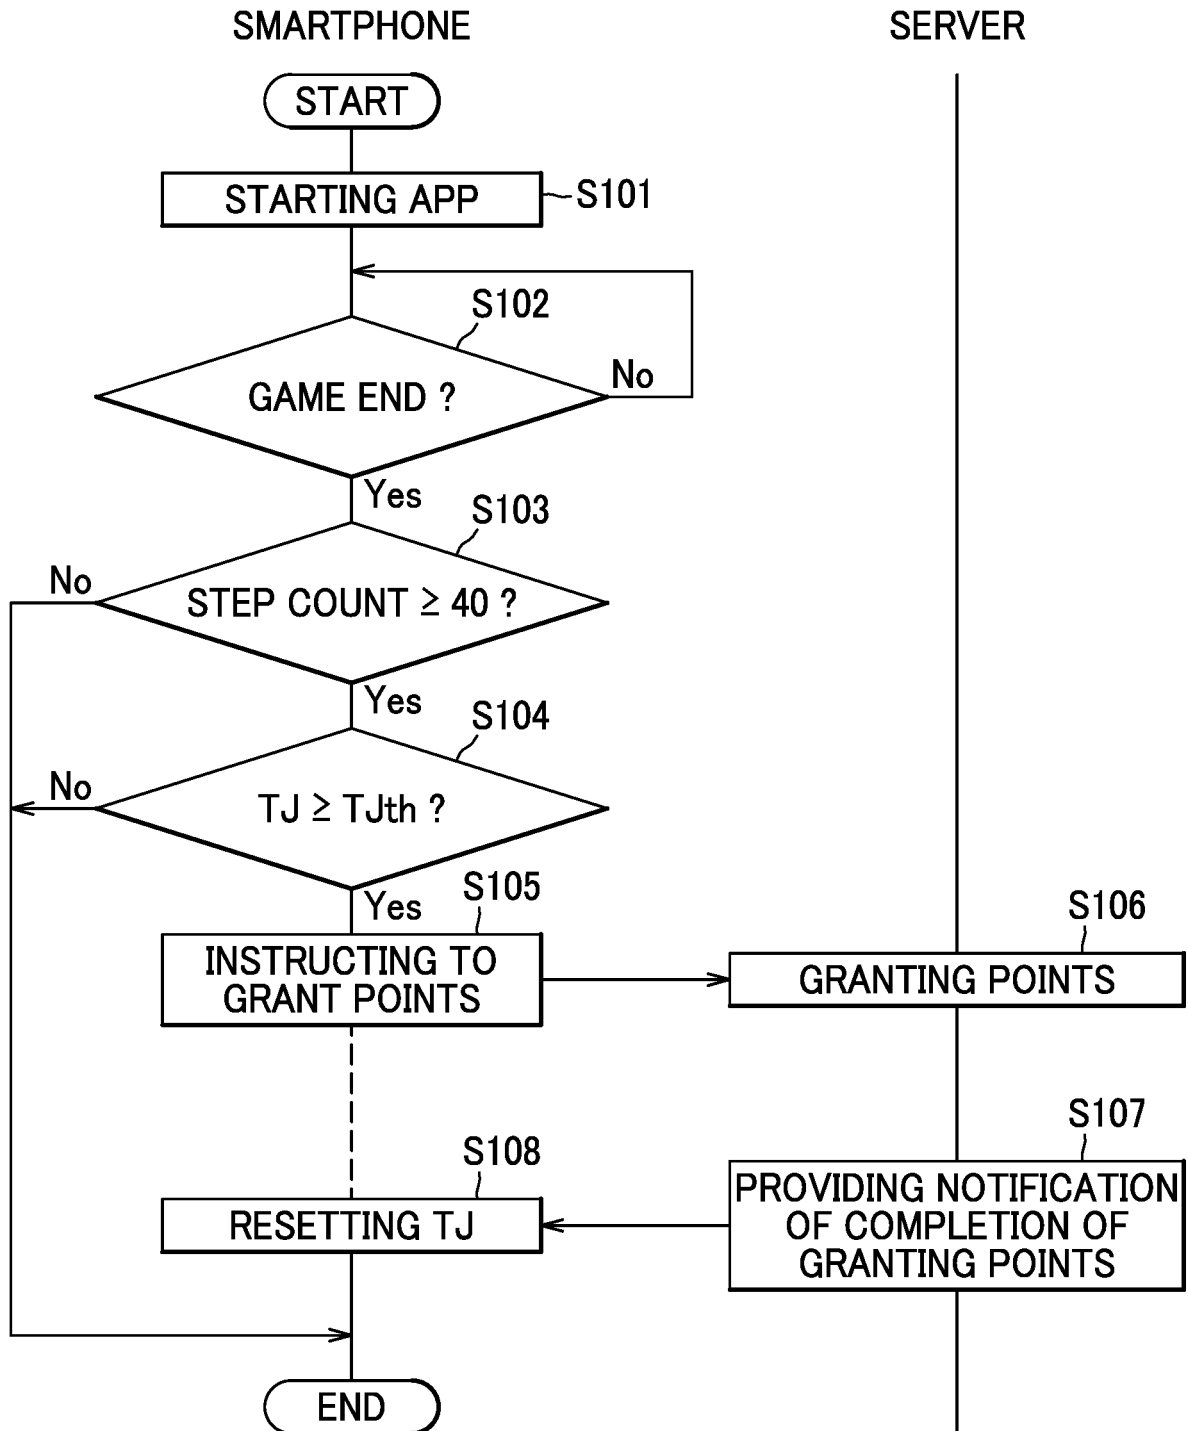 SMARTPHONE
SERVER
START
STARTING APP
S101
S102
GAME END ?
No
Yes
S103
No
STEP COUNT ≥ 40 ?
Yes
S104
No
TJ ≥ TJth ?
Yes
S105
INSTRUCTING TO
GRANT POINTS
S106
GRANTING POINTS
S107
PROVIDING NOTIFICATION
OF COMPLETION OF
GRANTING POINTS
S108
RESETTING TJ
END